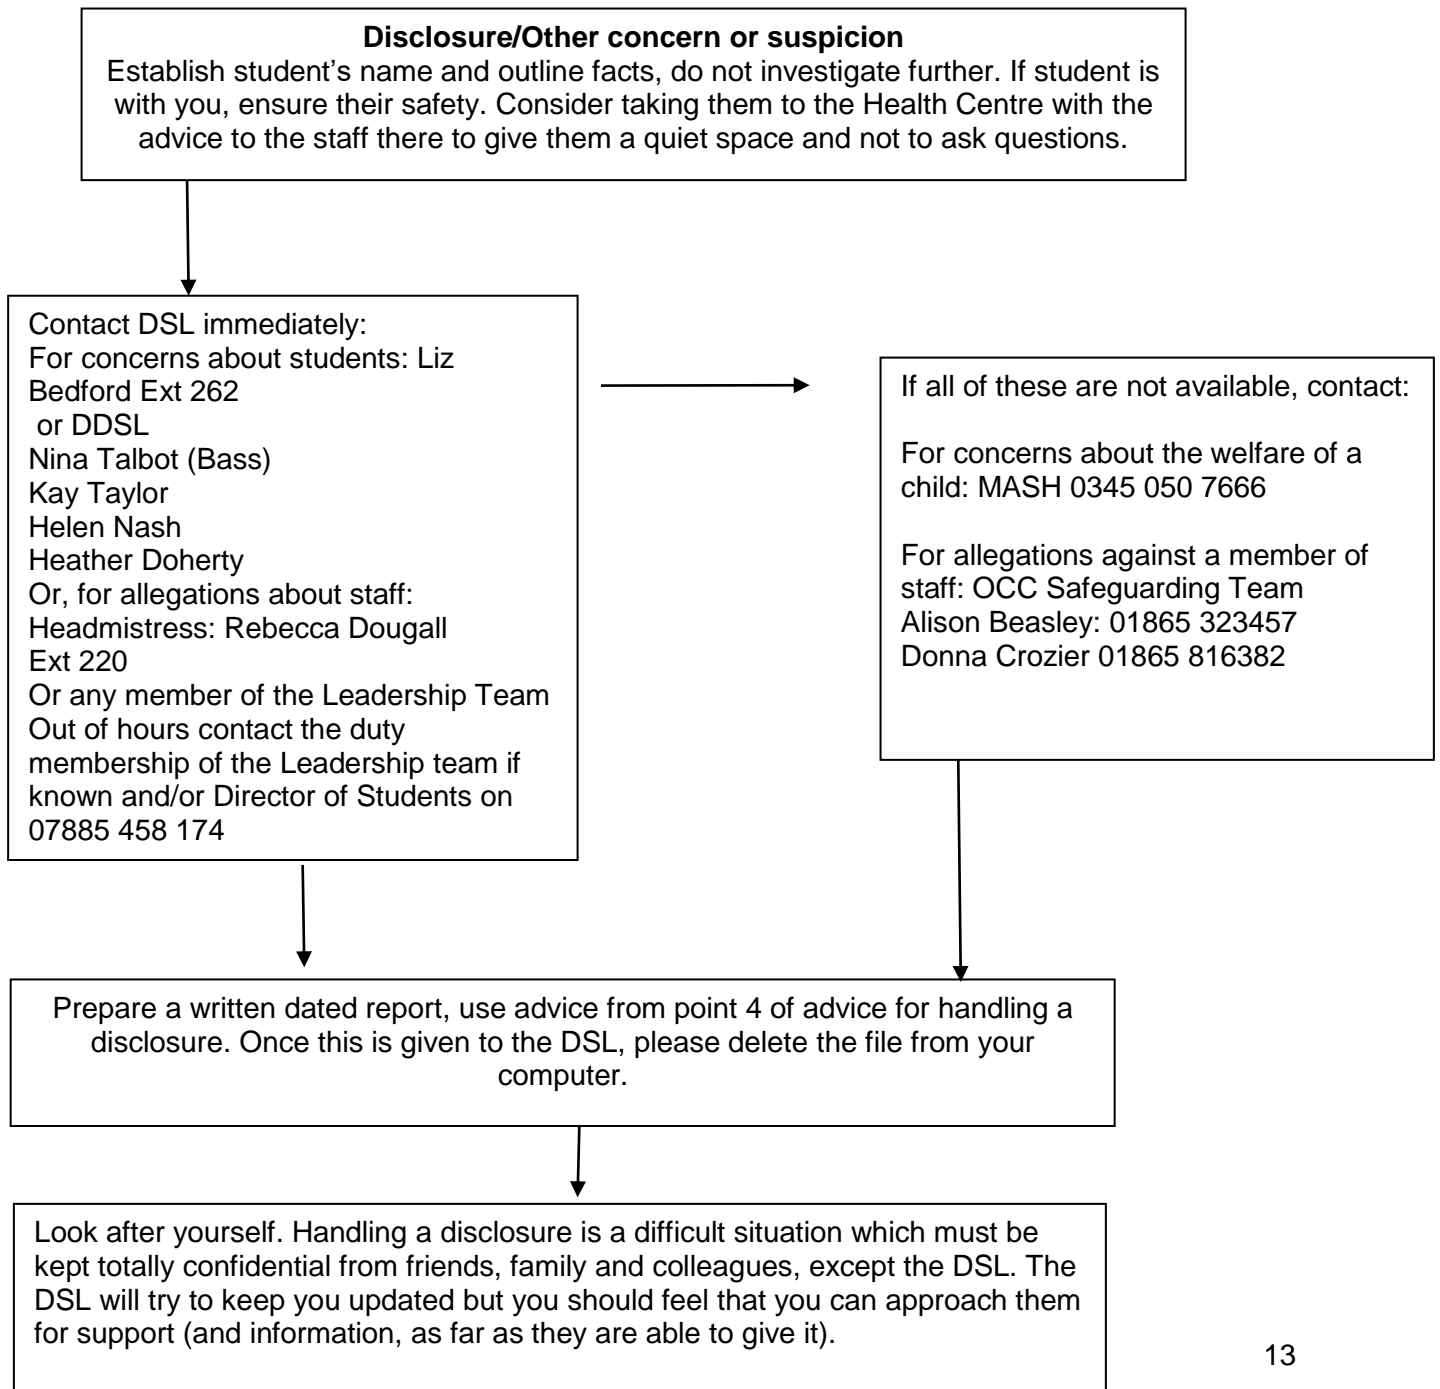 Disclosure/Other concern or suspicion
Establish student’s name and outline facts, do not investigate further. If student is
with you, ensure their safety. Consider taking them to the Health Centre with the
advice to the staff there to give them a quiet space and not to ask questions.
Contact DSL immediately:
For concerns about students: Liz
Bedford Ext 262
or DDSL
Nina Talbot (Bass)
Kay Taylor
Helen Nash
Heather Doherty
Or, for allegations about staff:
Headmistress: Rebecca Dougall
Ext 220
Or any member of the Leadership Team
Out of hours contact the duty
membership of the Leadership team if
known and/or Director of Students on
07885 458 174
If all of these are not available, contact:
For concerns about the welfare of a
child: MASH 0345 050 7666
For allegations against a member of
staff: OCC Safeguarding Team
Alison Beasley: 01865 323457
Donna Crozier 01865 816382
Prepare a written dated report, use advice from point 4 of advice for handling a
disclosure. Once this is given to the DSL, please delete the file from your
computer.
Look after yourself. Handling a disclosure is a difficult situation which must be
kept totally confidential from friends, family and colleagues, except the DSL. The
DSL will try to keep you updated but you should feel that you can approach them
for support (and information, as far as they are able to give it).
13